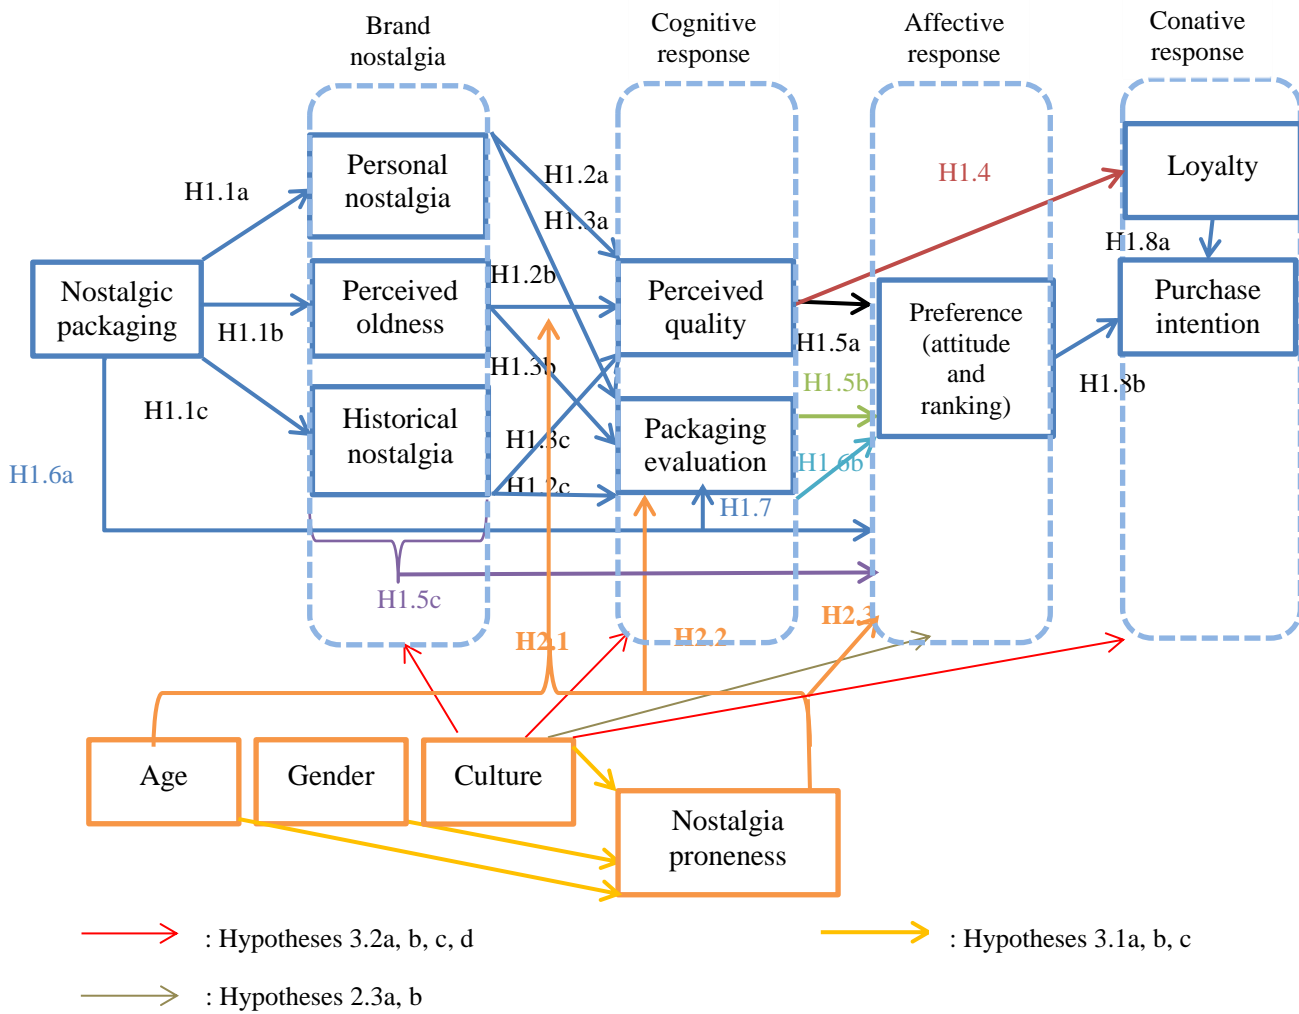 Brand
nostalgia
Cognitive
response
Affective
response
Conative
response
Personal
nostalgia
H1.1a
H1.2a
H1.3a
H1.4
Loyalty
H1.8a
Nostalgic
packaging
Perceived
oldness
H1.2b
Perceived
quality
Preference
(attitude
and
ranking)
Purchase
intention
H1.1b
H1.5a
H1.3b
H1.5b
H1.8b
H1.1c
Historical
nostalgia
H1.3c
H1.2c
Packaging
evaluation
H1.6b
H1.6a
H1.7
H1.5c
H2.1
H2.2
H2.3
Age
Gender
Culture
Nostalgia
proneness
: Hypotheses 3.2a, b, c, d
: Hypotheses 3.1a, b, c
: Hypotheses 2.3a, b